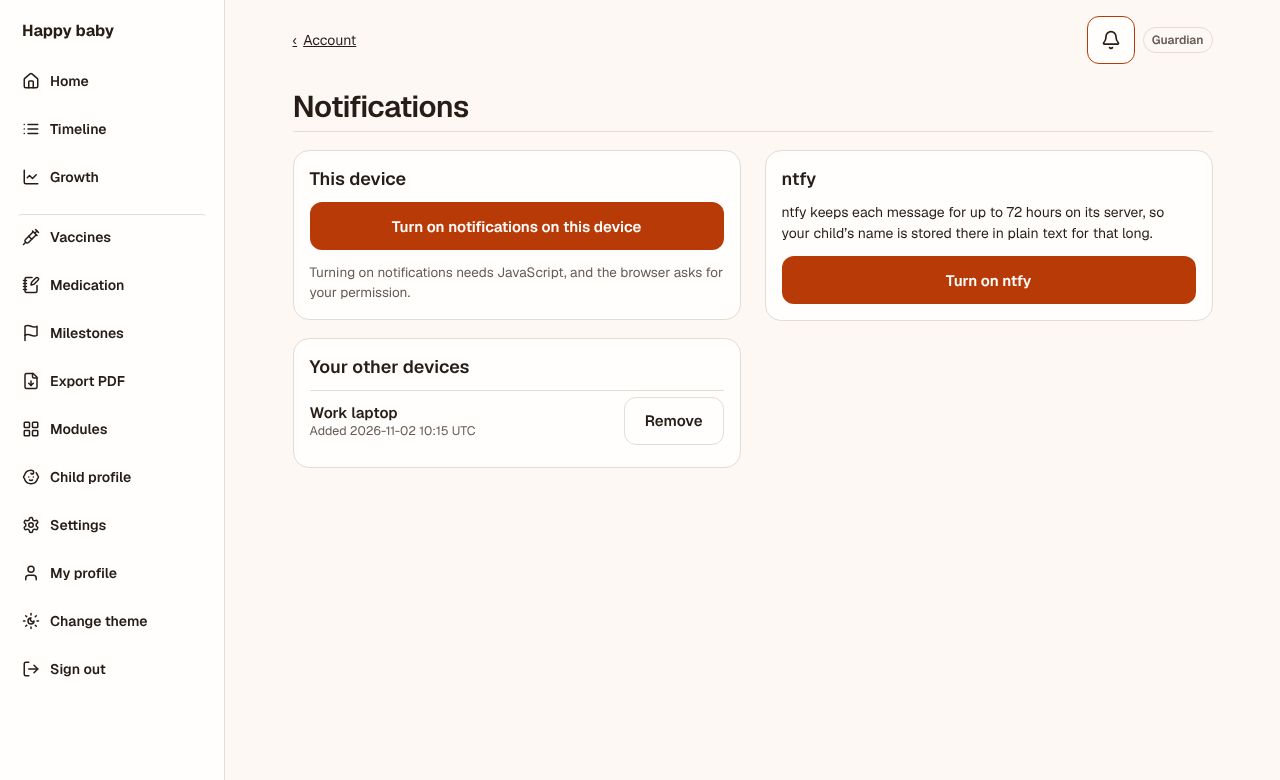 Happy baby
Home
Timeline
Growth
Vaccines
Medication
Milestones
Export PDF
Modules
Child profile
Settings
My profile
Change theme
Sign out
‹ Account
Guardian
Notifications
This device
Turn on notifications on this device
Turning on notifications needs JavaScript, and the browser asks for
your permission.
Your other devices
Work laptop
Added 2026-11-02 10:15 UTC
Remove
ntfy
ntfy keeps each message for up to 72 hours on its server, so
your child’s name is stored there in plain text for that long.
Turn on ntfy